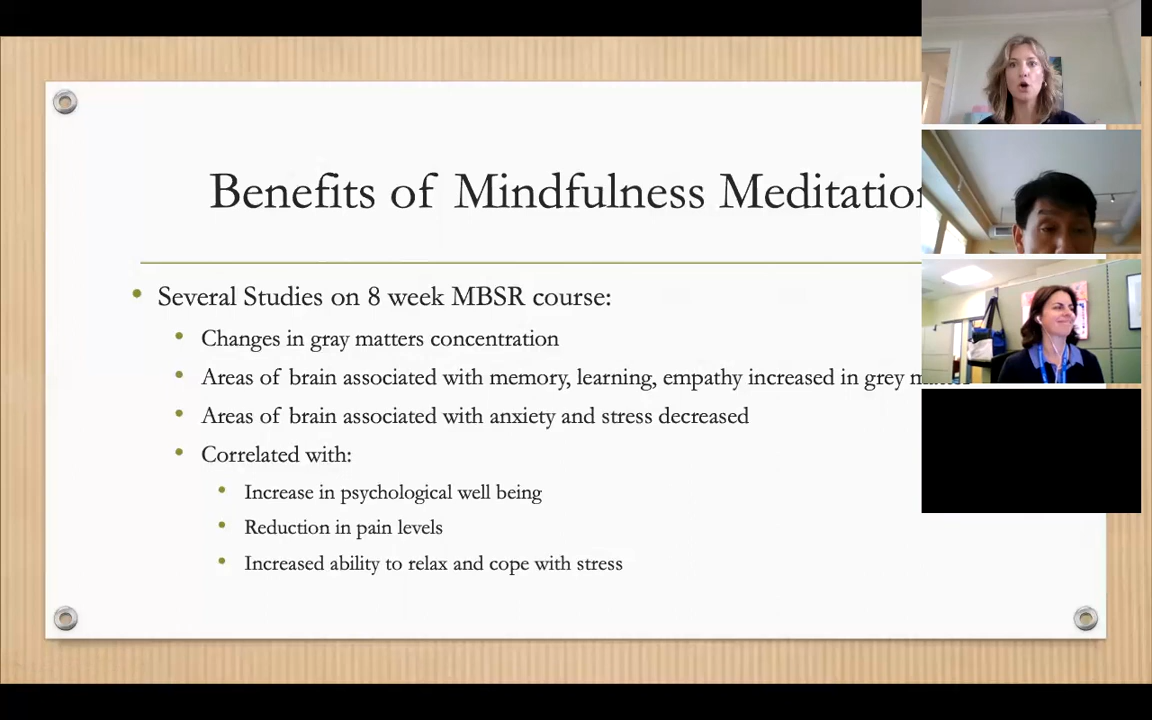 Benefits of Mindfulness Meditation
Several Studies on 8 week MBSR course:
Changes in gray matters concentration
Areas of brain associated with memory, learning, empathy increased in grey
Areas of brain associated with anxiety and stress decreased
Correlated with:
Increase in psychological well being
Reduction in pain levels
Increased ability to relax and cope with stress